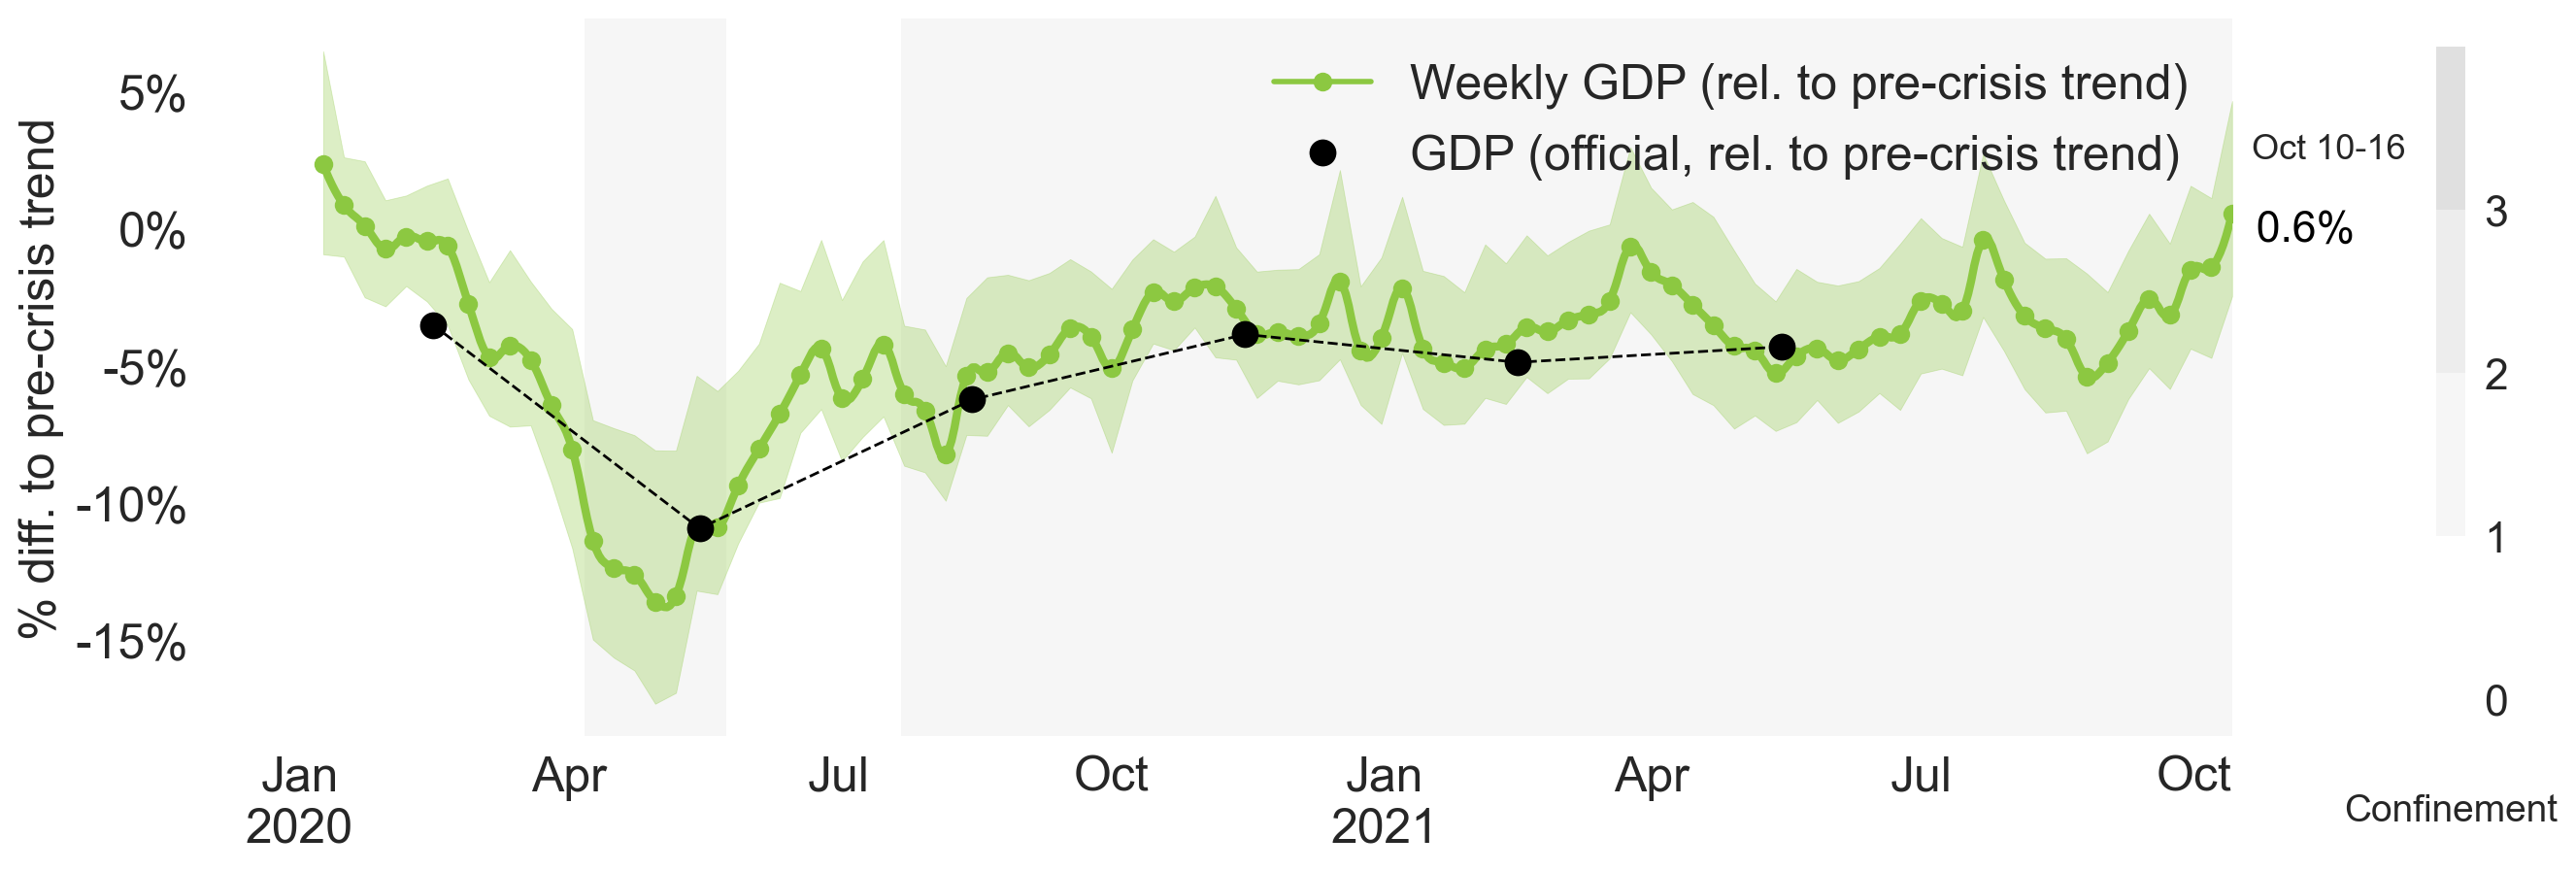 Weekly GDP (rel. to pre-crisis trend)
GDP (official, rel. to pre-crisis trend)
% diff. to pre-crisis trend
5%
0%
-5%
-10%
-15%
Oct 10-16
0.6%
3
2
1
0
Confinement
Jan Apr Jul Oct Jan Apr Jul Oct
2020 2021